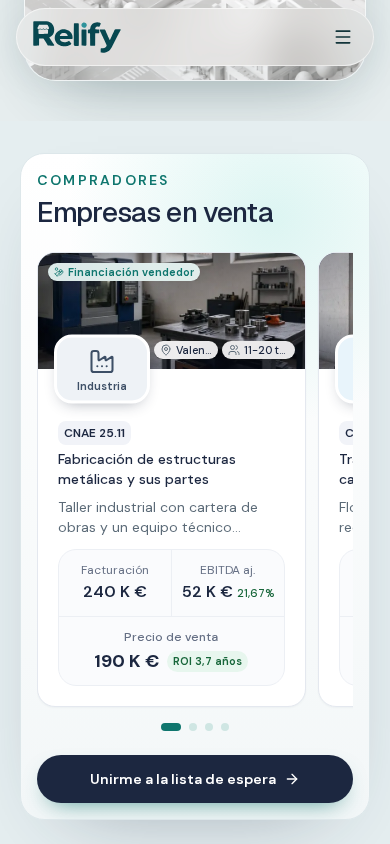 Relify
COMPRADORES
Empresas en venta
Financiación vendedor
Valen...
11-20 t...
Industria
CNAE 25.11
Fabricación de estructuras
metálicas y sus partes
Taller industrial con cartera de
obras y un equipo técnico...
Facturación
240 K €
EBITDA aj.
52 K € 21,67%
Precio de venta
190 K € ROI 3,7 años
Unirme a la lista de espera